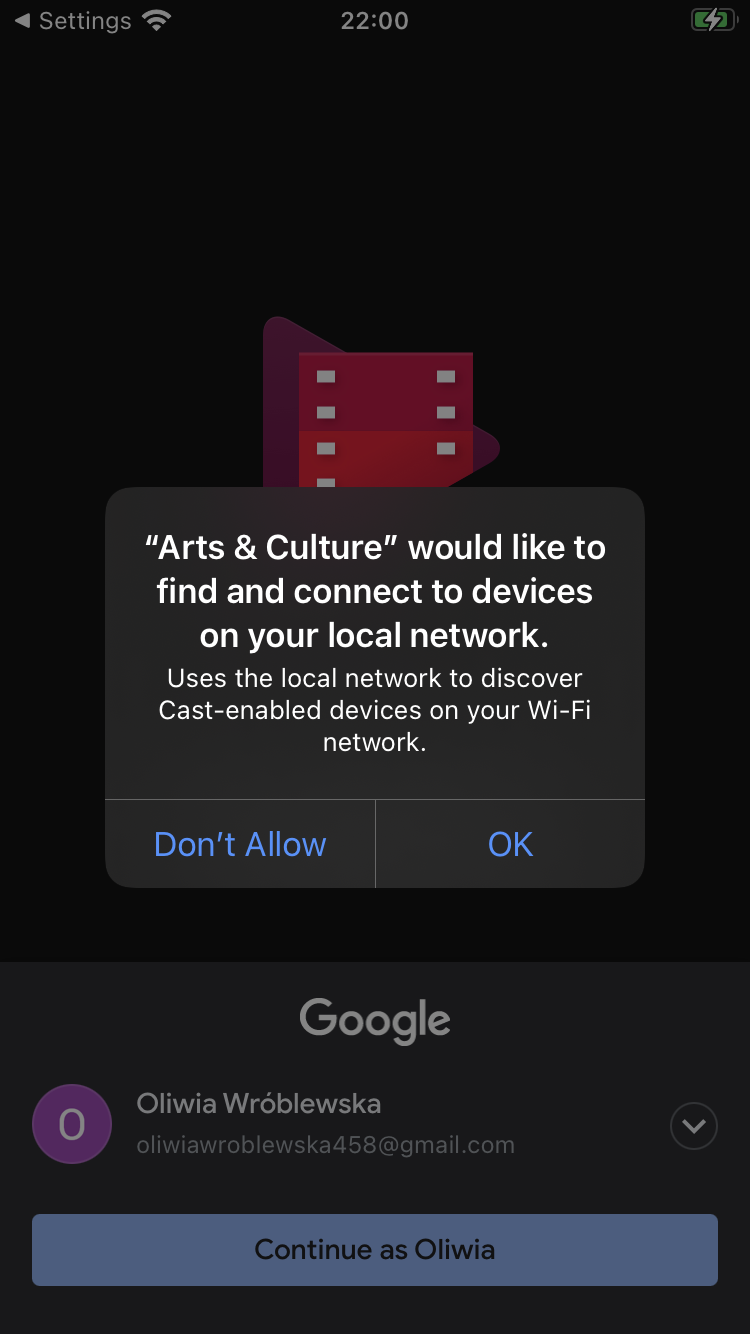 Settings
22:00
“Arts & Culture” would like to
find and connect to devices
on your local network.
Uses the local network to discover
Cast-enabled devices on your Wi-Fi
network.
Don’t Allow
OK
Google
O
Oliwia Wróblewska
oliwiawroblewska458@gmail.com
Continue as Oliwia